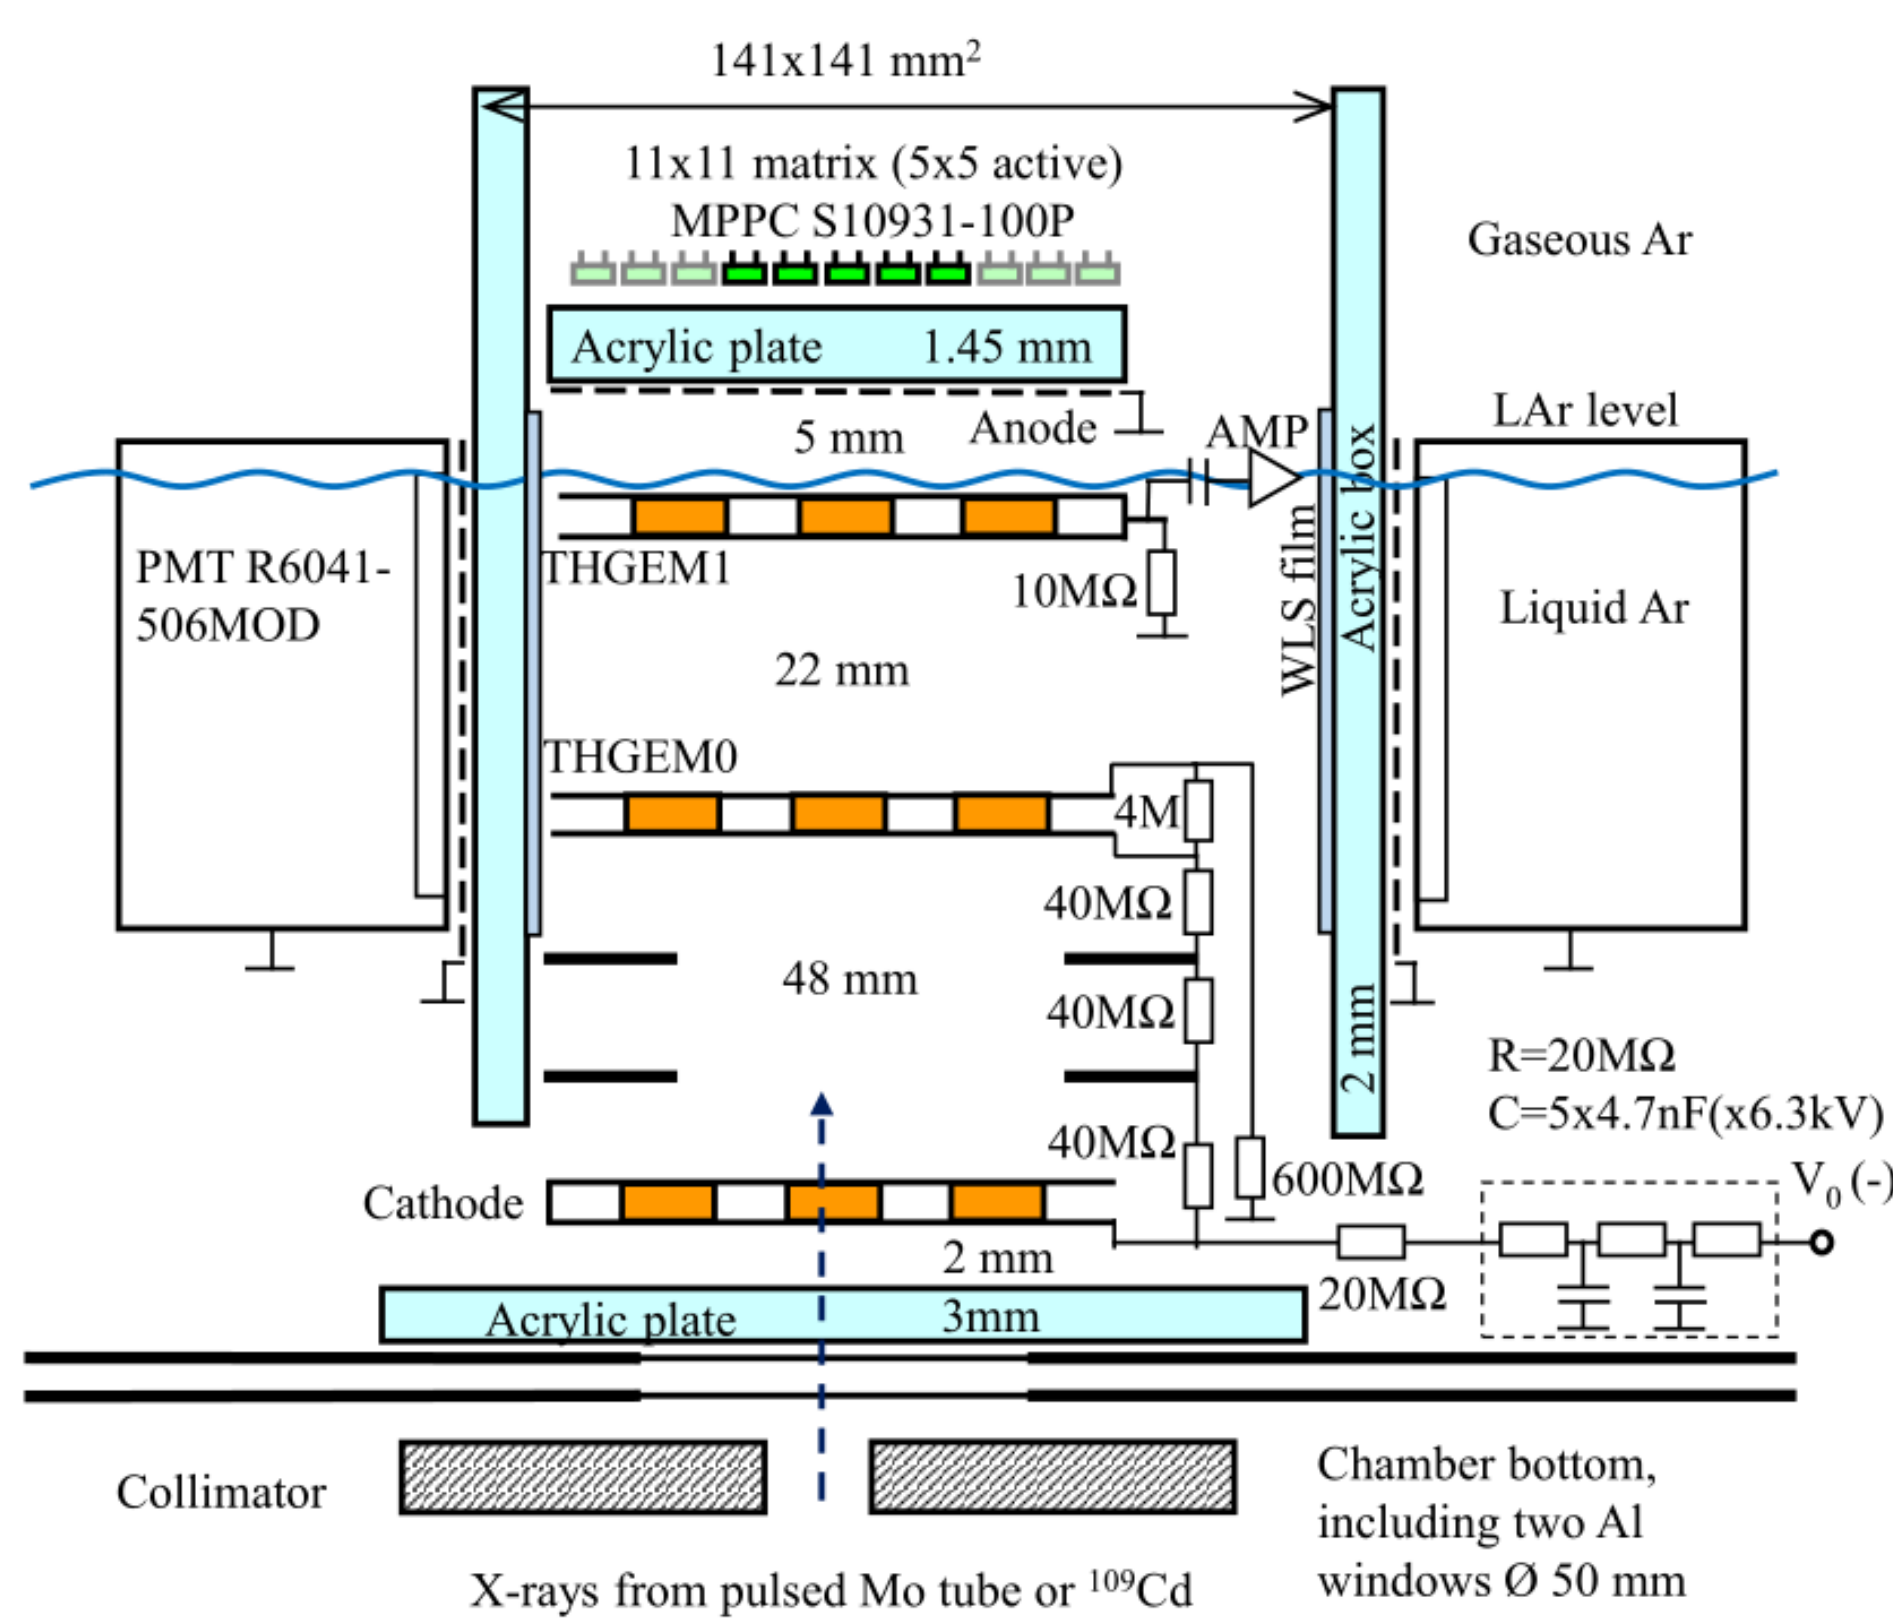 141x141 mm²
11x11 matrix (5x5 active)
MPPC S10931-100P
Gaseous Ar
Acrylic plate 1.45 mm
LAr level
5 mm
Anode
AMP
PMT R6041-
506MOD
THGEM1
10MΩ
WLS film
Acrylic box
Liquid Ar
22 mm
THGEM0
4M
40MΩ
48 mm
40MΩ
2 mm
R=20MΩ
C=5x4.7nF(x6.3kV)
40MΩ
600MΩ
V₀ (-)
Cathode
2 mm
20MΩ
Acrylic plate 3mm
Collimator
Chamber bottom,
including two Al
windows Ø 50 mm
X-rays from pulsed Mo tube or ¹⁰⁹Cd